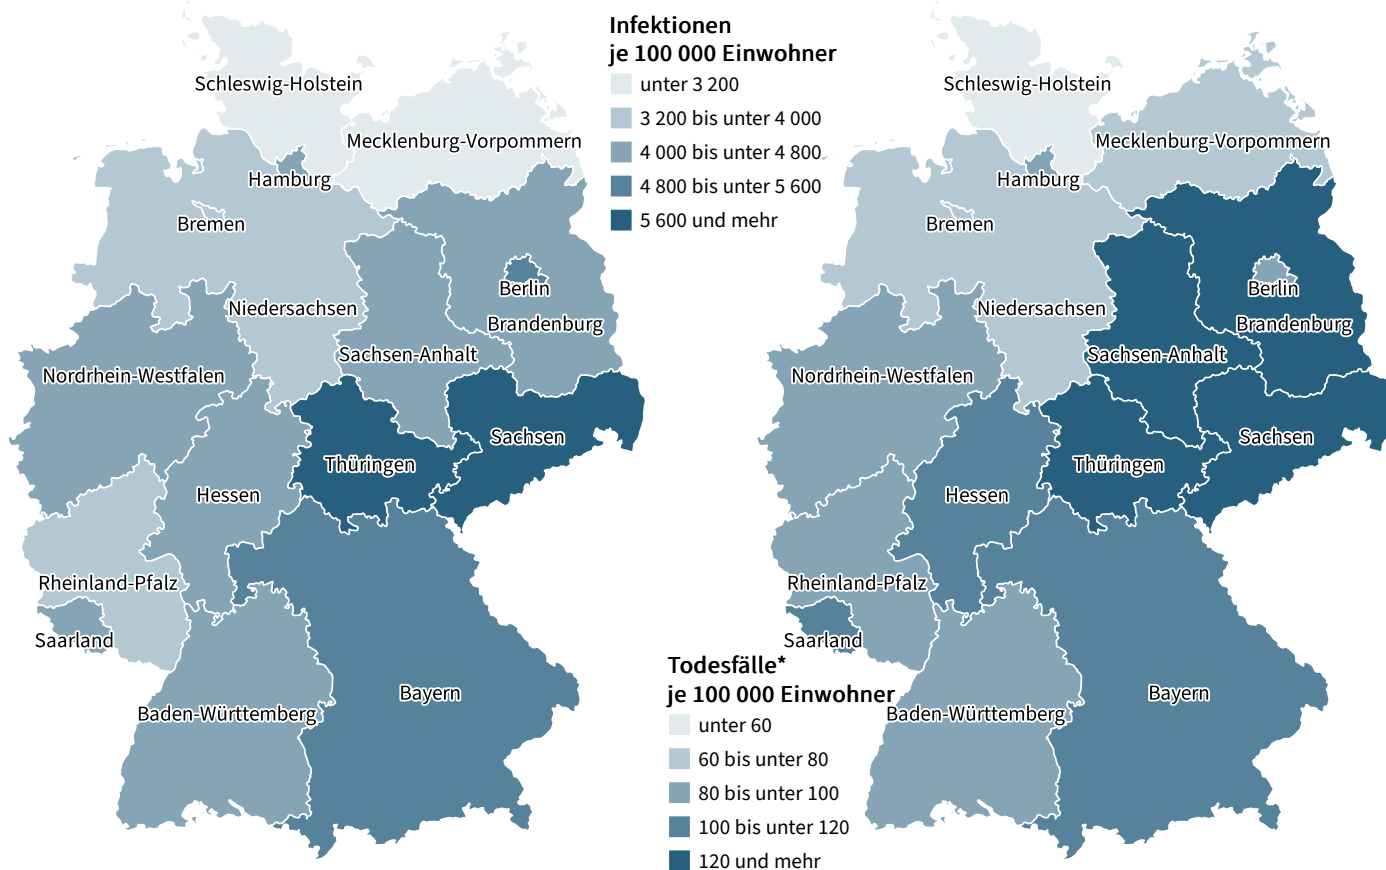 Infektionen
je 100 000 Einwohner
unter 3 200
3 200 bis unter 4 000
4 000 bis unter 4 800
4 800 bis unter 5 600
5 600 und mehr
Schleswig-Holstein
Mecklenburg-Vorpommern
Hamburg
Bremen
Berlin
Niedersachsen
Brandenburg
Sachsen-Anhalt
Nordrhein-Westfalen
Sachsen
Thüringen
Hessen
Rheinland-Pfalz
Saarland
Bayern
Baden-Württemberg
Todesfälle*
je 100 000 Einwohner
unter 60
60 bis unter 80
80 bis unter 100
100 bis unter 120
120 und mehr
Schleswig-Holstein
Mecklenburg-Vorpommern
Hamburg
Bremen
Berlin
Niedersachsen
Brandenburg
Sachsen-Anhalt
Nordrhein-Westfalen
Sachsen
Thüringen
Hessen
Rheinland-Pfalz
Saarland
Bayern
Baden-Württemberg